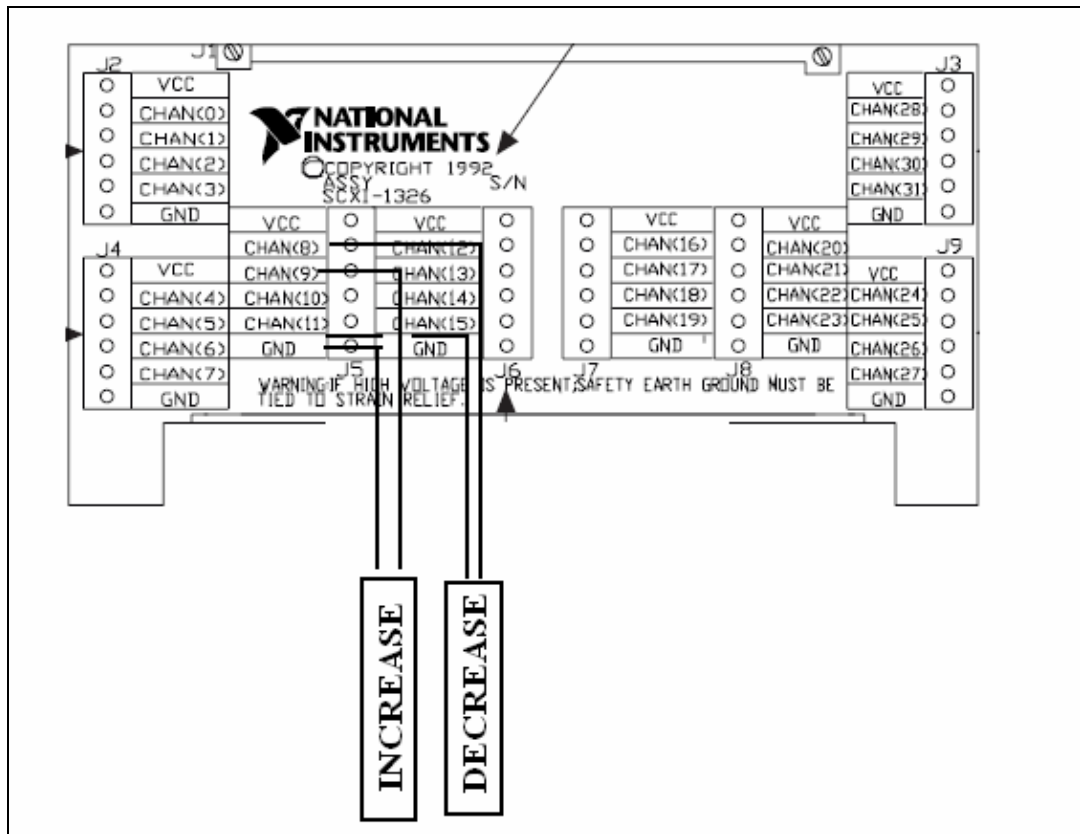 J1
J2
VCC
CHAN(0)
CHAN(1)
CHAN(2)
CHAN(3)
GND
NATIONAL
INSTRUMENTS
©COPYRIGHT 1992
ASSY
S/N
SCXI-1326
J3
VCC
CHAN(28)
CHAN(29)
CHAN(30)
CHAN(31)
GND
J4
VCC
CHAN(4)
CHAN(5)
CHAN(6)
CHAN(7)
GND
VCC
CHAN(8)
CHAN(9)
CHAN(10)
CHAN(11)
GND
J5
VCC
CHAN(12)
CHAN(13)
CHAN(14)
CHAN(15)
GND
J6
VCC
CHAN(16)
CHAN(17)
CHAN(18)
CHAN(19)
GND
J7
VCC
CHAN(20)
CHAN(21)
CHAN(22)
CHAN(23)
GND
J8
J9
VCC
CHAN(24)
CHAN(25)
CHAN(26)
CHAN(27)
GND
WARNING:IF HIGH VOLTAGE IS PRESENT,SAFETY EARTH GROUND MUST BE
TIED TO STRAIN RELIEF.
INCREASE
DECREASE